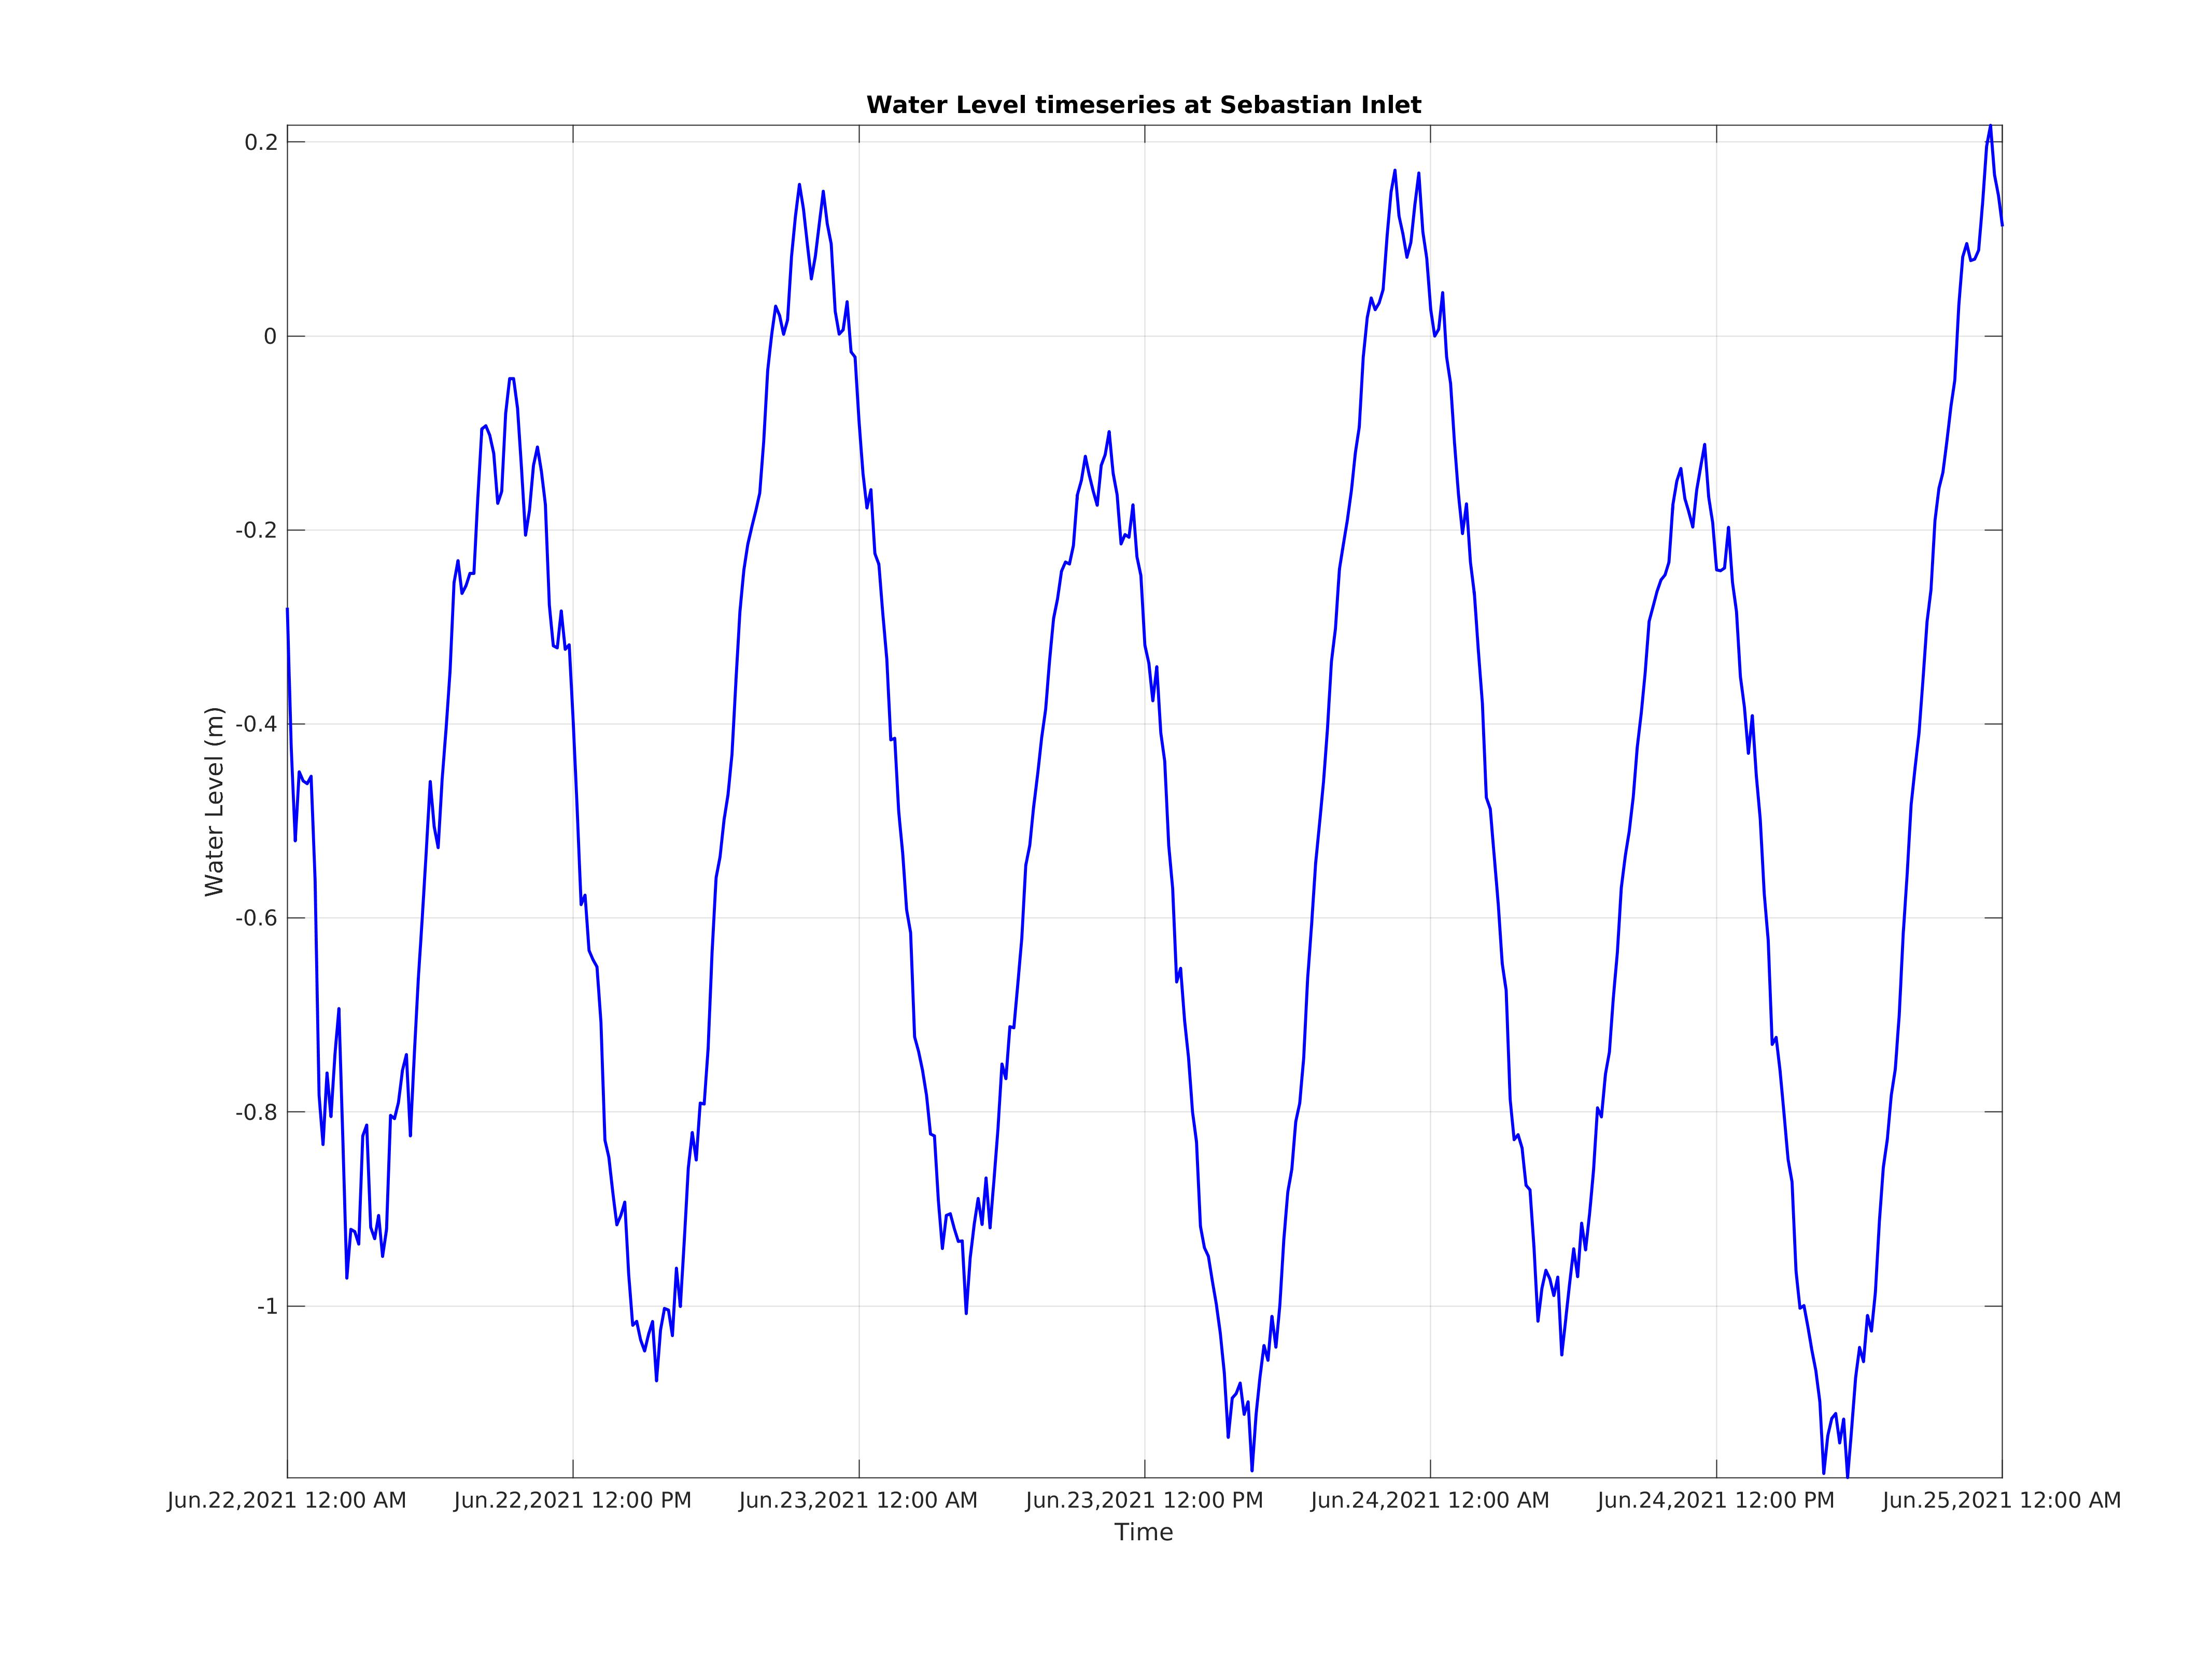 Water Level timeseries at Sebastian Inlet
0.2
0
-0.2
-0.4
-0.6
-0.8
-1
Water Level (m)
Jun.22,2021 12:00 AM
Jun.22,2021 12:00 PM
Jun.23,2021 12:00 AM
Jun.23,2021 12:00 PM
Jun.24,2021 12:00 AM
Jun.24,2021 12:00 PM
Jun.25,2021 12:00 AM
Time